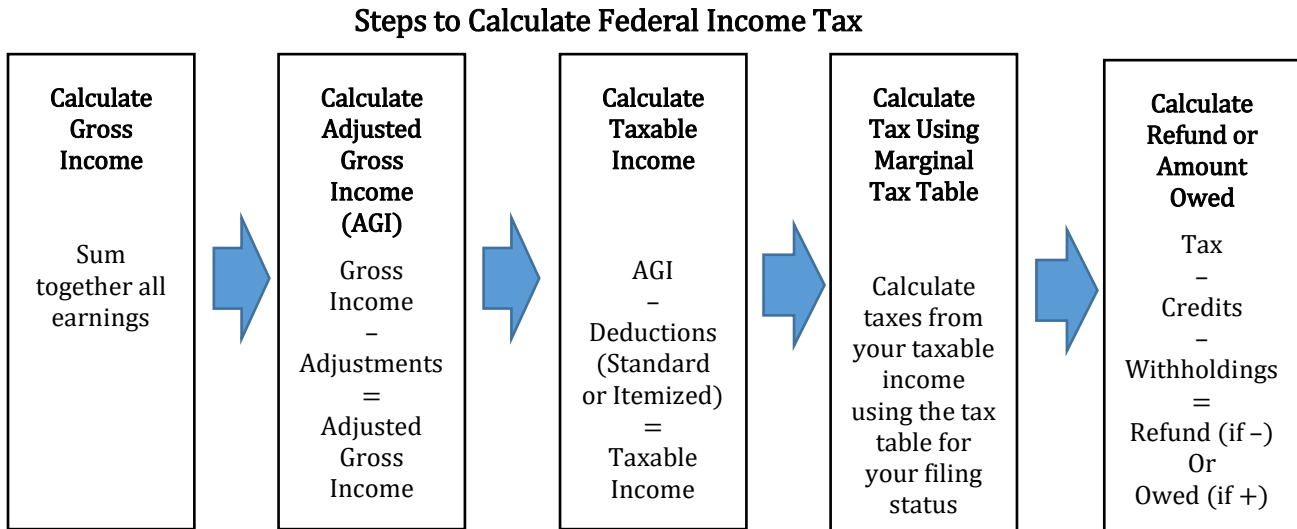 Steps to Calculate Federal Income Tax
Calculate
Gross
Income
Sum
together all
earnings
Calculate
Adjusted
Gross
Income
(AGI)
Gross
Income
–
Adjustments
=
Adjusted
Gross
Income
Calculate
Taxable
Income
AGI
–
Deductions
(Standard
or Itemized)
=
Taxable
Income
Calculate
Tax Using
Marginal
Tax Table
Calculate
taxes from
your taxable
income
using the tax
table for
your filing
status
Calculate
Refund or
Amount
Owed
Tax
–
Credits
–
Withholdings
=
Refund (if –)
Or
Owed (if +)